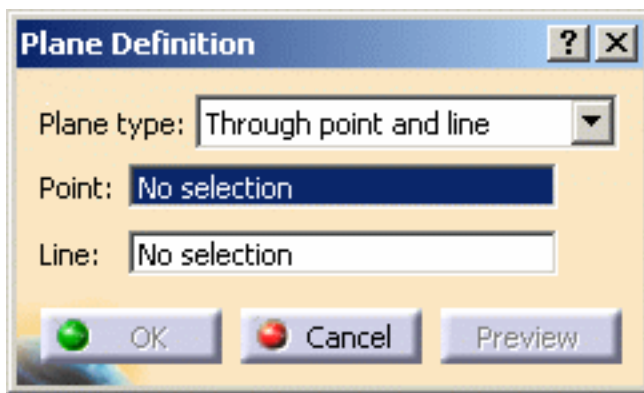 Plane Definition ? X
Plane type: Through point and line
Point: No selection
Line: No selection
OK Cancel Preview